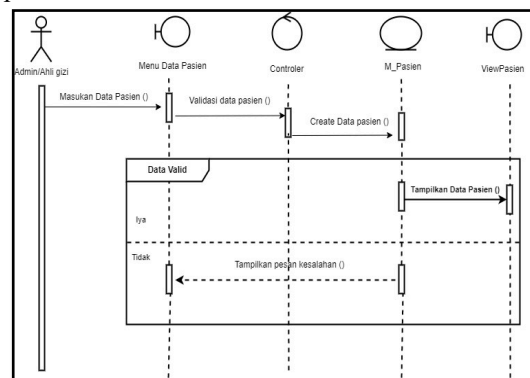 Admin/Ahli gizi
Menu Data Pasien
Controler
M_Pasien
ViewPasien
Masukan Data Pasien ()
Validasi data pasien ()
Create Data pasien ()
Data Valid
Tampilkan Data Pasien ()
Iya
Tidak
Tampilkan pesan kesalahan ()